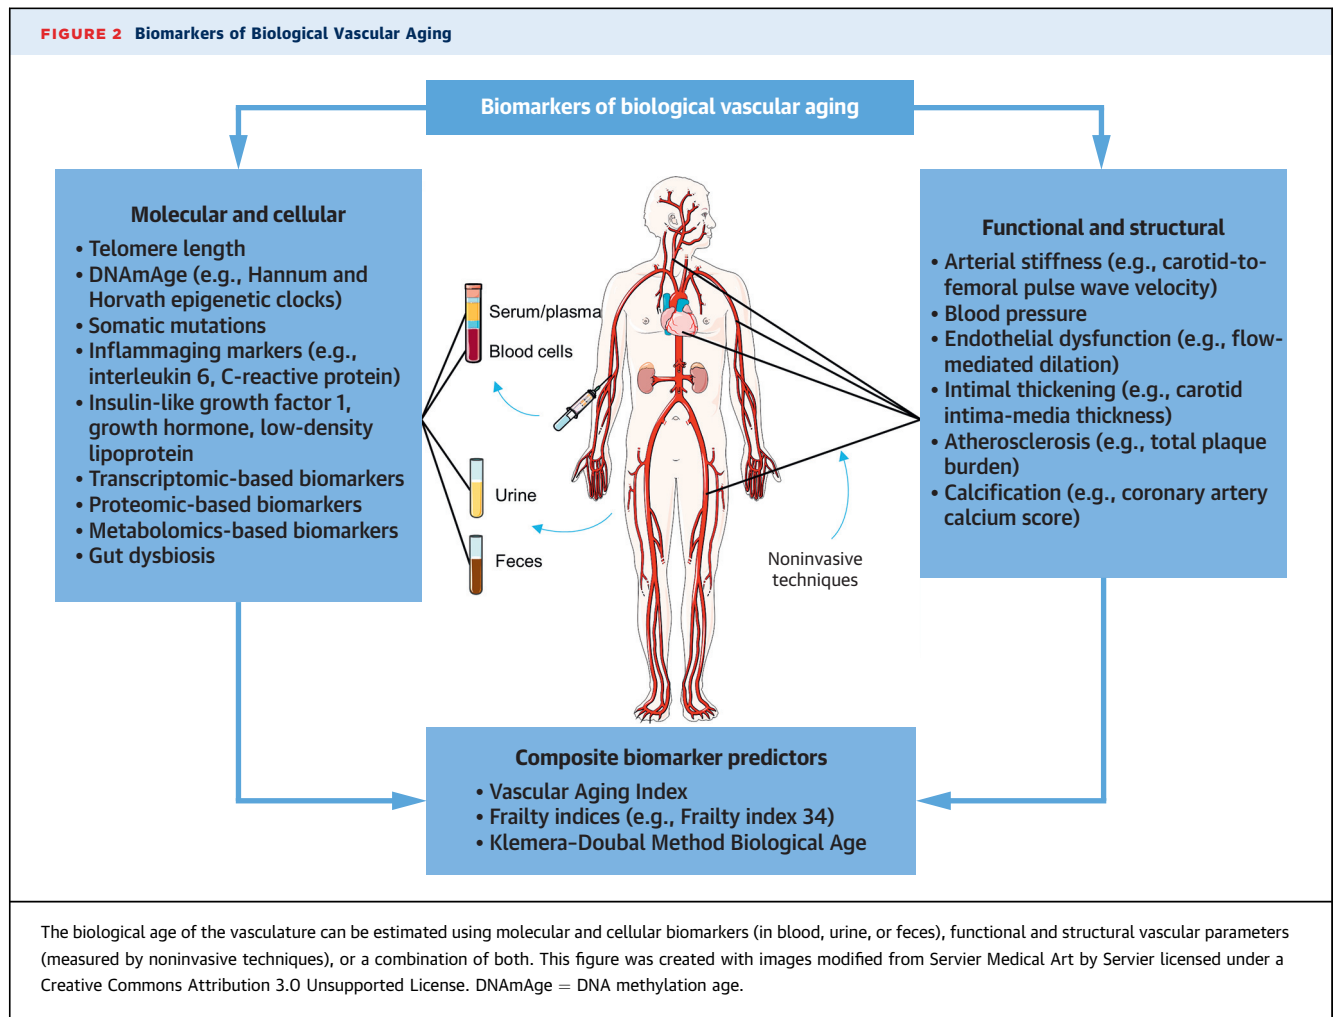 FIGURE 2 Biomarkers of Biological Vascular Aging
Biomarkers of biological vascular aging
Molecular and cellular
• Telomere length
• DNAmAge (e.g., Hannum and
Horvath epigenetic clocks)
• Somatic mutations
• Inflammaging markers (e.g.,
interleukin 6, C-reactive protein)
• Insulin-like growth factor 1,
growth hormone, low-density
lipoprotein
• Transcriptomic-based biomarkers
• Proteomic-based biomarkers
• Metabolomics-based biomarkers
• Gut dysbiosis
Serum/plasma
Blood cells
Urine
Feces
Noninvasive
techniques
Functional and structural
• Arterial stiffness (e.g., carotid-to-
femoral pulse wave velocity)
• Blood pressure
• Endothelial dysfunction (e.g., flow-
mediated dilation)
• Intimal thickening (e.g., carotid
intima-media thickness)
• Atherosclerosis (e.g., total plaque
burden)
• Calcification (e.g., coronary artery
calcium score)
Composite biomarker predictors
• Vascular Aging Index
• Frailty indices (e.g., Frailty index 34)
• Klemera-Doubal Method Biological Age
The biological age of the vasculature can be estimated using molecular and cellular biomarkers (in blood, urine, or feces), functional and structural vascular parameters
(measured by noninvasive techniques), or a combination of both. This figure was created with images modified from Servier Medical Art by Servier licensed under a
Creative Commons Attribution 3.0 Unsupported License. DNAmAge = DNA methylation age.